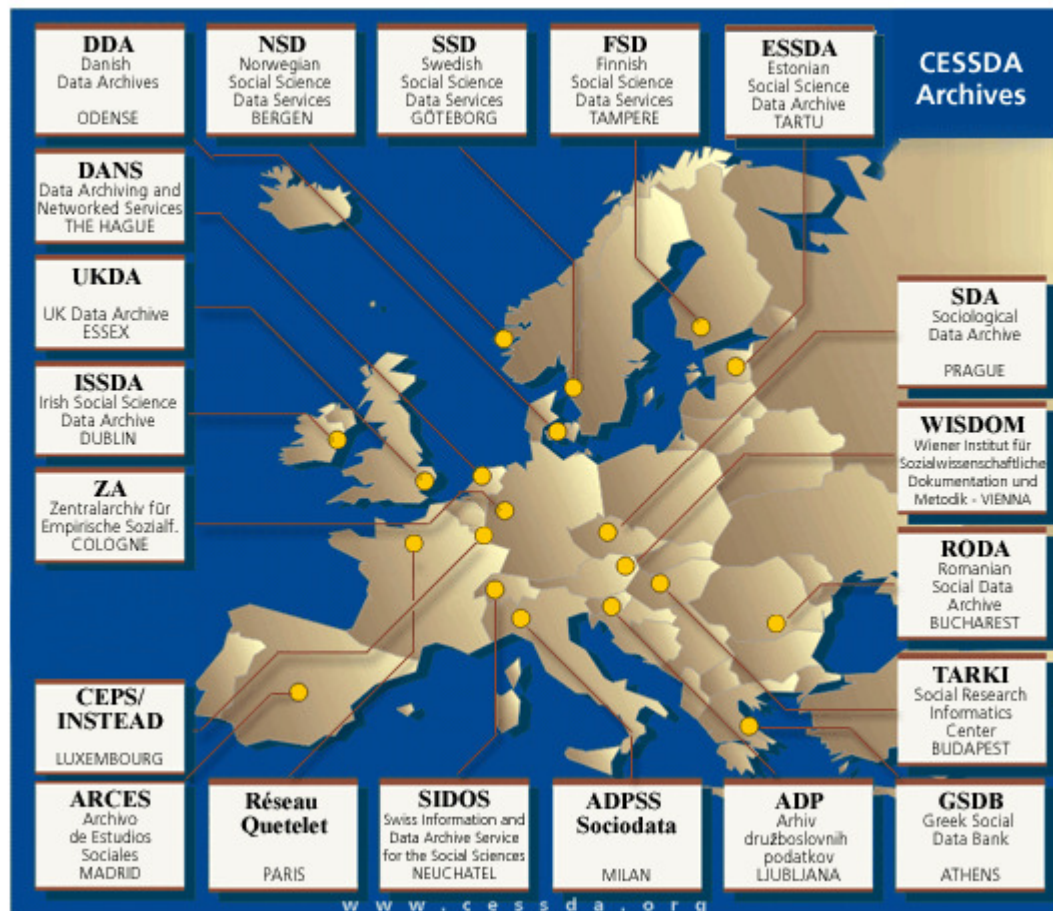 DDA
Danish
Data Archives
ODENSE
NSD
Norwegian
Social Science
Data Services
BERGEN
SSD
Swedish
Social Science
Data Services
GÖTEBORG
FSD
Finnish
Social Science
Data Services
TAMPERE
ESSDA
Estonian
Social Science
Data Archive
TARTU
CESSDA
Archives
DANS
Data Archiving and
Networked Services
THE HAGUE
UKDA
UK Data Archive
ESSEX
ISSDA
Irish Social Science
Data Archive
DUBLIN
ZA
Zentralarchiv für
Empirische Sozialf.
COLOGNE
SDA
Sociological
Data Archive
PRAGUE
WISDOM
Wiener Institut für
Sozialwissenschaftliche
Dokumentation und
Metodik - VIENNA
RODA
Romanian
Social Data
Archive
BUCHAREST
TARKI
Social Research
Informatics
Center
BUDAPEST
CEPS/
INSTEAD
LUXEMBOURG
ARCES
Archivo
de Estudios
Sociales
MADRID
Réseau
Quetelet
PARIS
SIDOS
Swiss Information and
Data Archive Service
for the Social Sciences
NEUCHATEL
ADPSS
Sociodata
MILAN
ADP
Arhiv
družboslovnih
podatkov
LJUBLJANA
GSDB
Greek Social
Data Bank
ATHENS
www.cessda.org